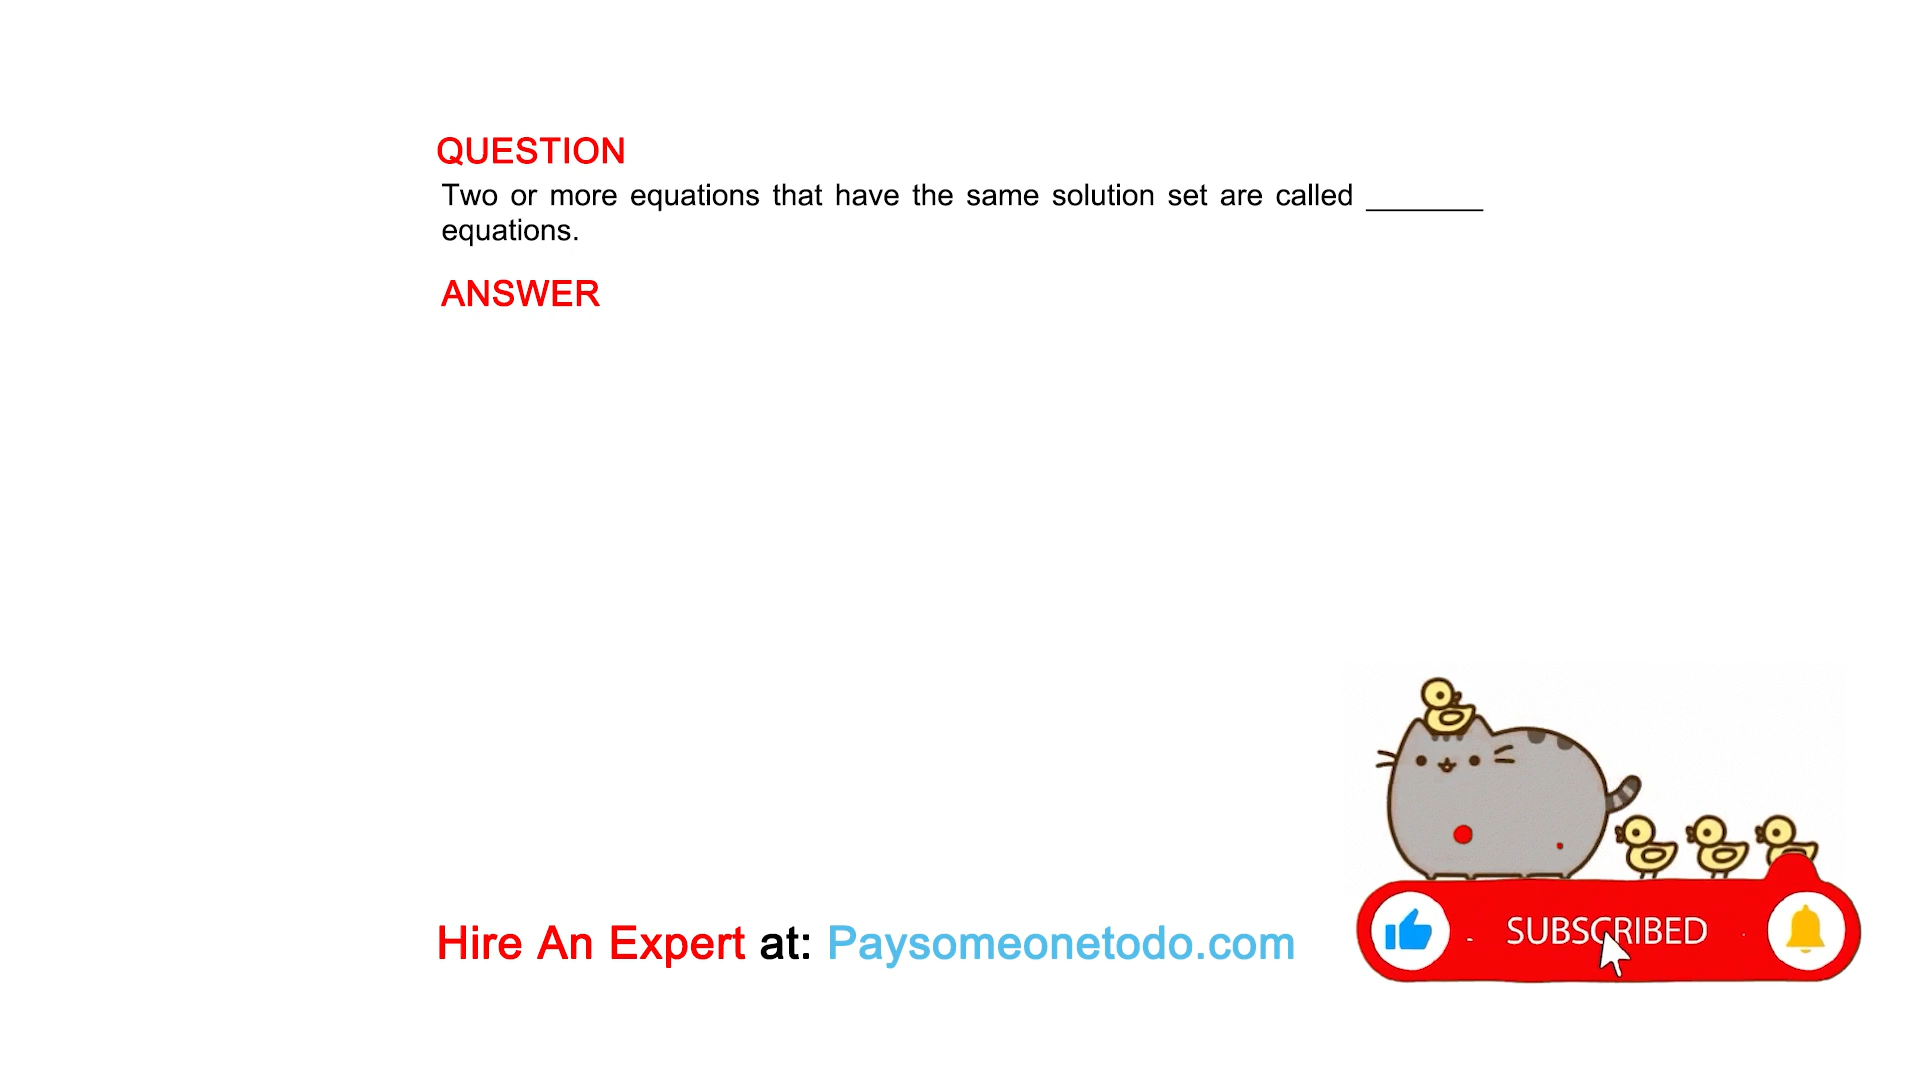 QUESTION
Two or more equations that have the same solution set are called _______
equations.
ANSWER
Hire An Expert at: Paysomeonetodo.com
SUBSCRIBED